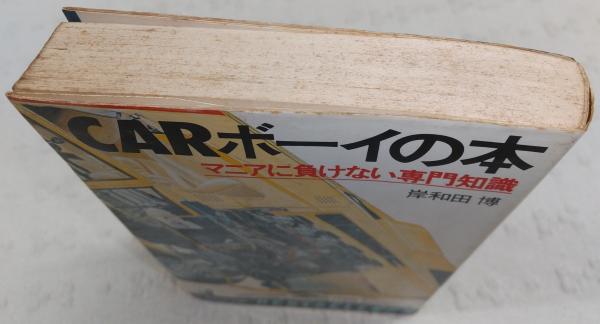 CARボーイの本
マニアに負けない専門知識
岸和田 博